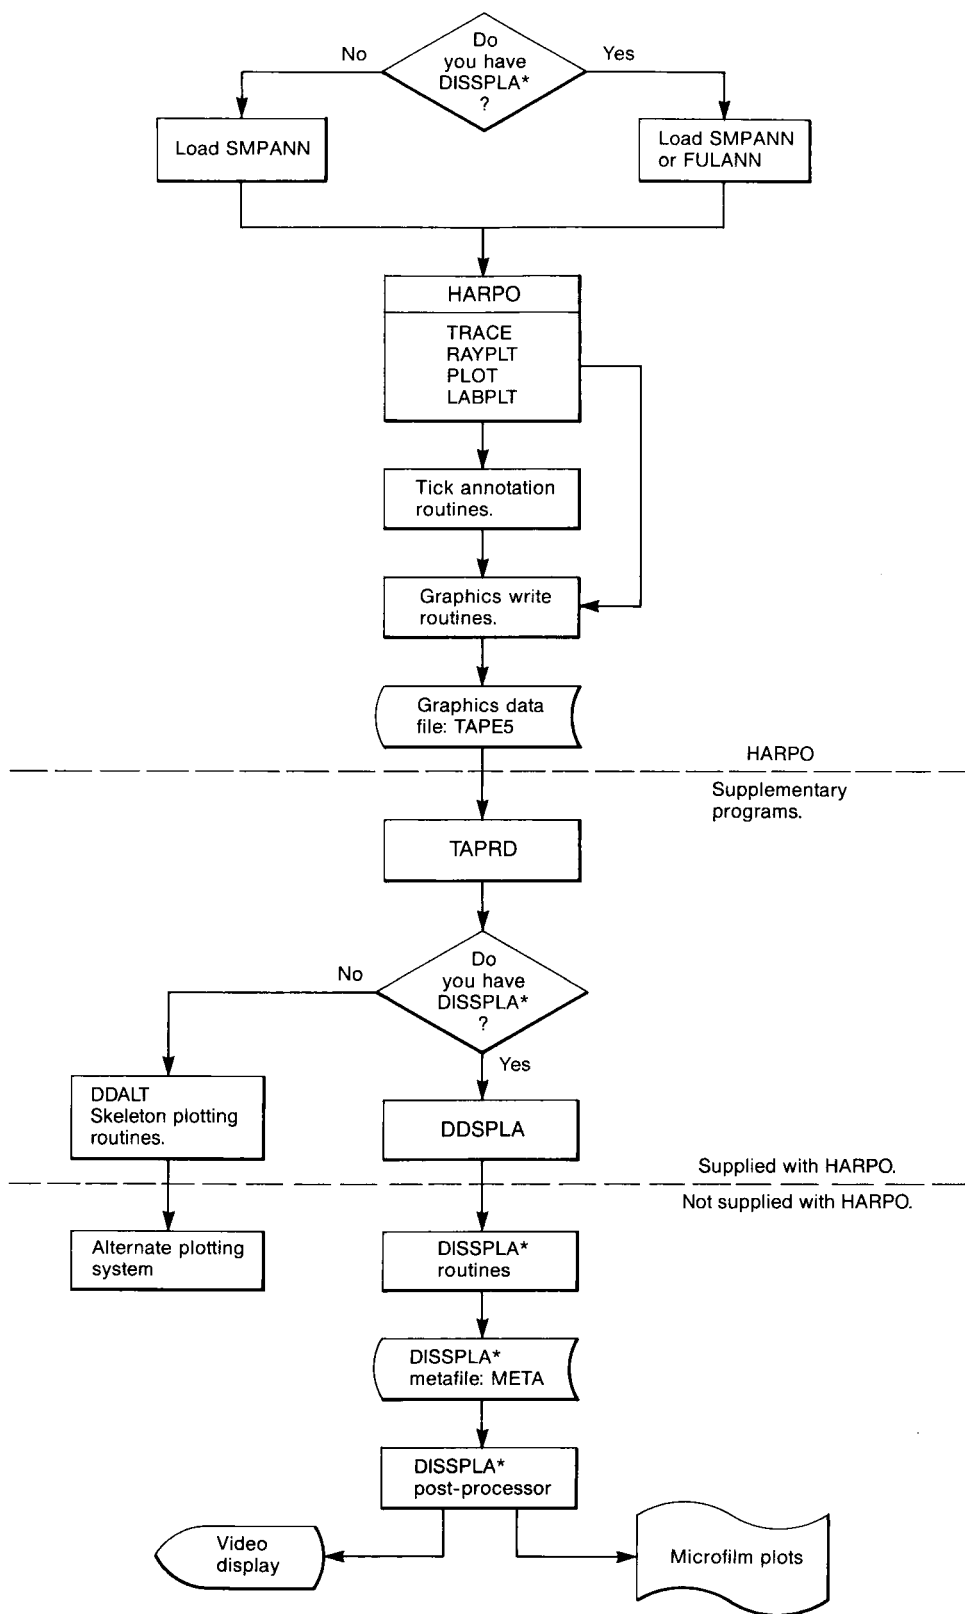 Do
you have
DISSPLA*
?
No
Yes
Load SMPANN
Load SMPANN
or FULANN
HARPO
TRACE
RAYPLT
PLOT
LABPLT
Tick annotation
routines.
Graphics write
routines.
Graphics data
file: TAPE5
HARPO
Supplementary
programs.
TAPRD
Do
you have
DISSPLA*
?
No
Yes
DDALT
Skeleton plotting
routines.
DDSPLA
Supplied with HARPO.
Not supplied with HARPO.
Alternate plotting
system
DISSPLA*
routines
DISSPLA*
metafile: META
DISSPLA*
post-processor
Video
display
Microfilm plots